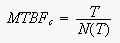 MTBF_c = T / N(T)